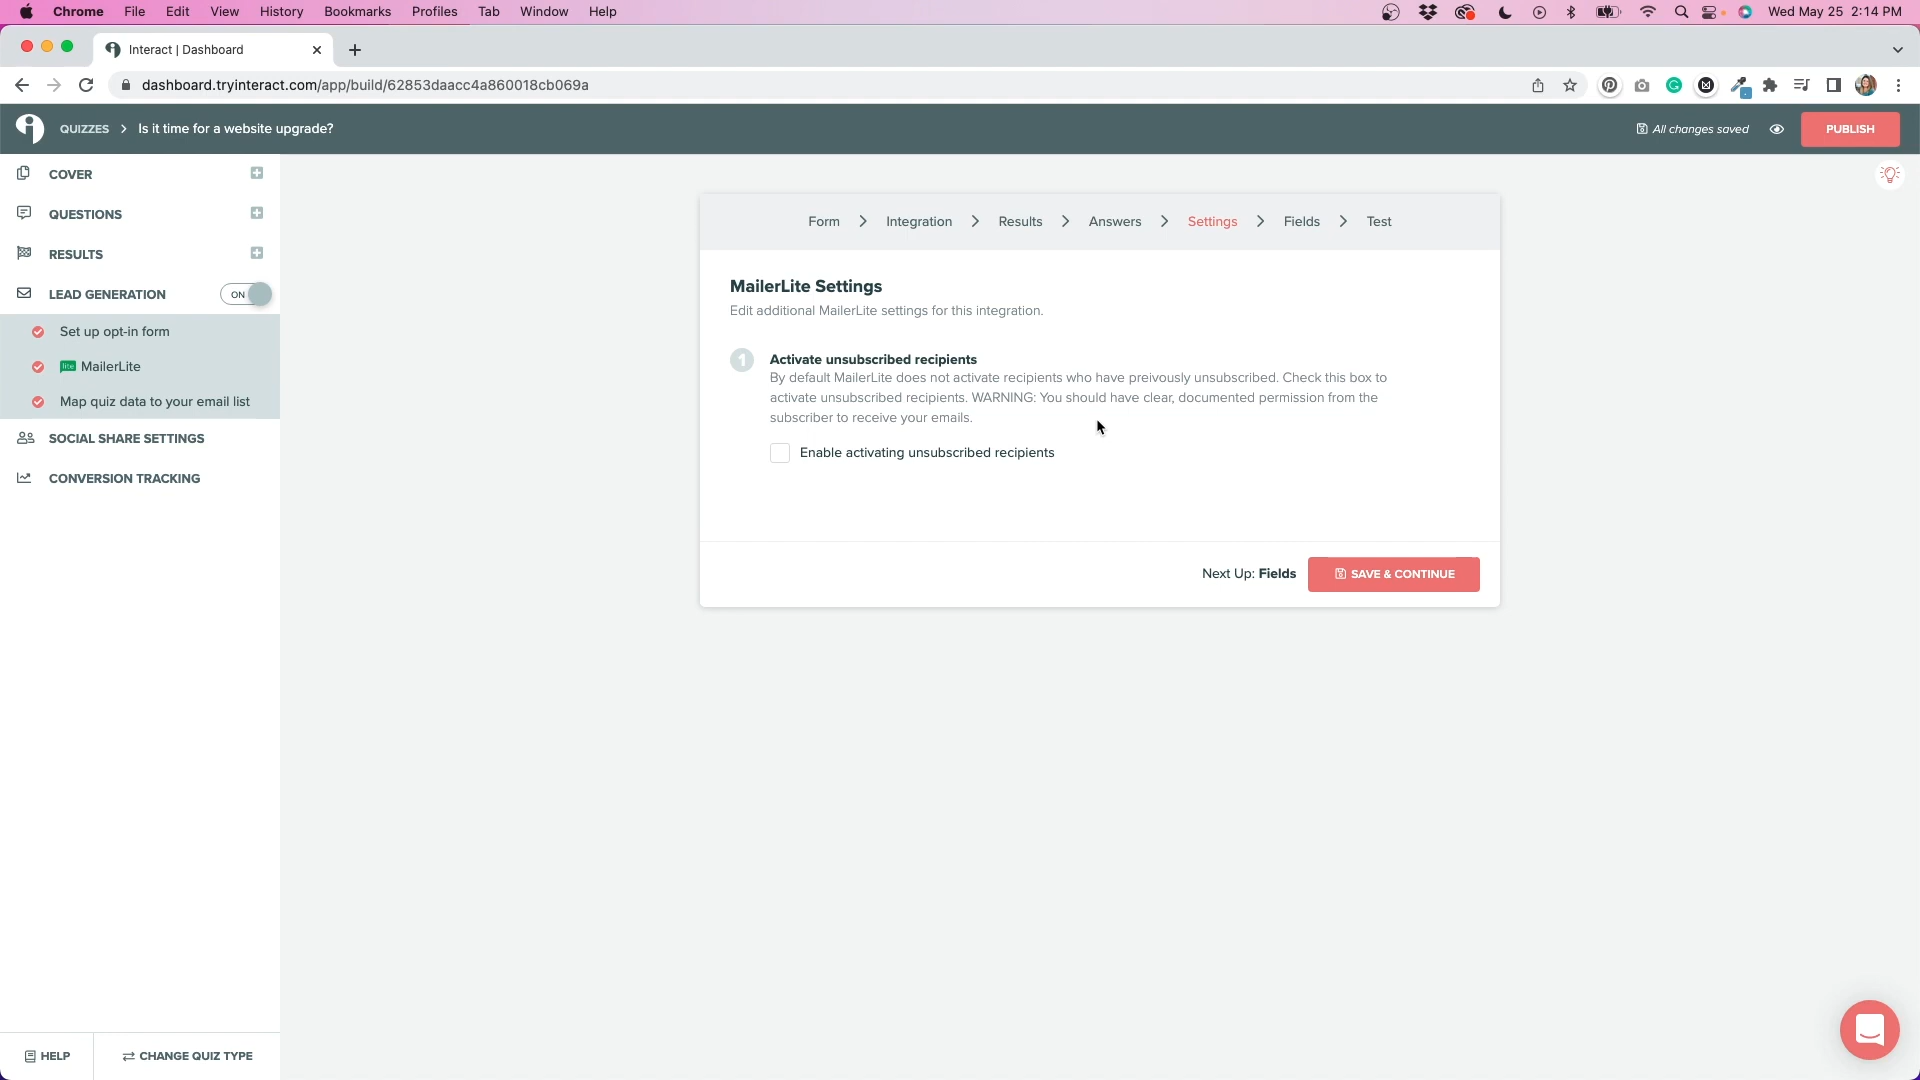 Chrome File Edit View History Bookmarks Profiles Tab Window Help Wed May 25 2:14 PM
Interact | Dashboard
dashboard.tryinteract.com/app/build/62853daacc4a860018cb069a
QUIZZES Is it time for a website upgrade? All changes saved PUBLISH
COVER
QUESTIONS
RESULTS
LEAD GENERATION ON
Set up opt-in form
lite MailerLite
Map quiz data to your email list
SOCIAL SHARE SETTINGS
CONVERSION TRACKING
HELP CHANGE QUIZ TYPE
Form Integration Results Answers Settings Fields Test
MailerLite Settings
Edit additional MailerLite settings for this integration.
1 Activate unsubscribed recipients
By default MailerLite does not activate recipients who have preivously unsubscribed. Check this box to
activate unsubscribed recipients. WARNING: You should have clear, documented permission from the
subscriber to receive your emails.
Enable activating unsubscribed recipients
Next Up: Fields SAVE & CONTINUE